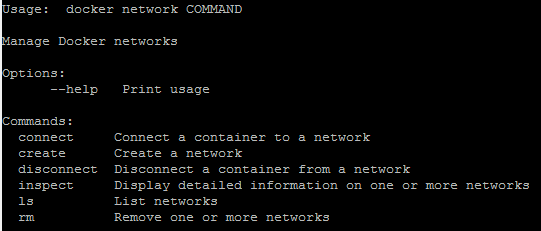 Usage:  docker network COMMAND
Manage Docker networks
Options:
      --help   Print usage
Commands:
  connect     Connect a container to a network
  create      Create a network
  disconnect  Disconnect a container from a network
  inspect     Display detailed information on one or more networks
  ls          List networks
  rm          Remove one or more networks